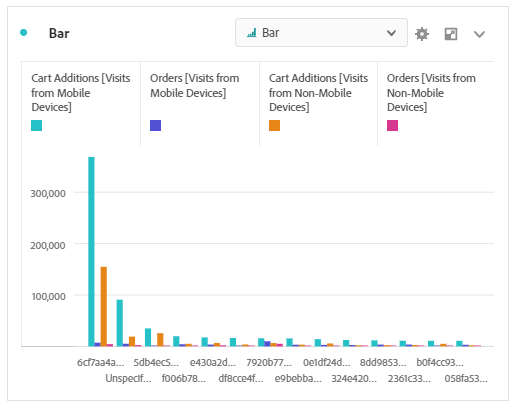 Bar
Bar
Cart Additions [Visits
from Mobile
Devices]
Orders [Visits from
Mobile Devices]
Cart Additions [Visits
from Non-Mobile
Devices]
Orders [Visits from
Non-Mobile
Devices]
300,000
200,000
100,000
6cf7aa4a... 5db4ec5... e430a2d... 7920b77... 0e1df24d... 8dd9853... b0f4cc93...
Unspecif... f006b78... df8cce4f... e9bebba... 324e420... 2361c33... 058fa53...